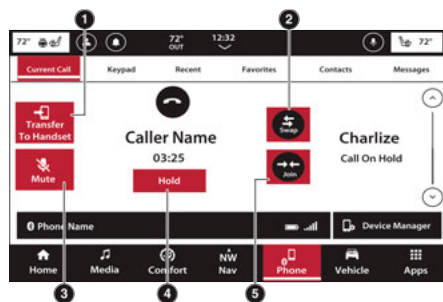 1
2
72° 72° OUT 12:32 72°
Current Call Keypad Recent Favorites Contacts Messages
Transfer To Handset
Caller Name
03:25
Hold
Mute
Swap
Join
Charlize
Call On Hold
Phone Name Device Manager
Home Media Comfort NW Nav Phone Vehicle Apps
3
4
5